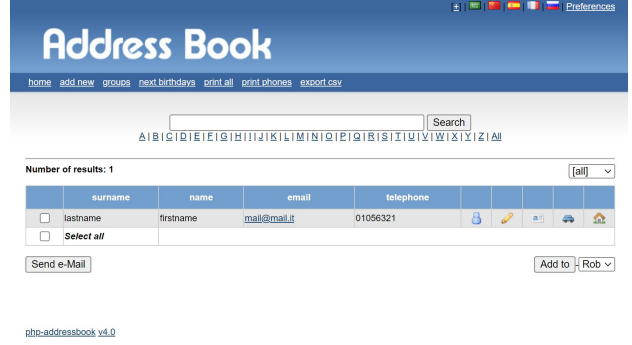 [±] | | | | | | Preferences
Address Book
home add new groups next birthdays print all print phones export csv
Search
A | B | C | D | E | F | G | H | I | J | K | L | M | N | O | P | Q | R | S | T | U | V | W | X | Y | Z | All
Number of results: 1 [all]
surname name email telephone
lastname firstname mail@mail.it 01056321
Select all
Send e-Mail Add to - Rob
php-addressbook v4.0